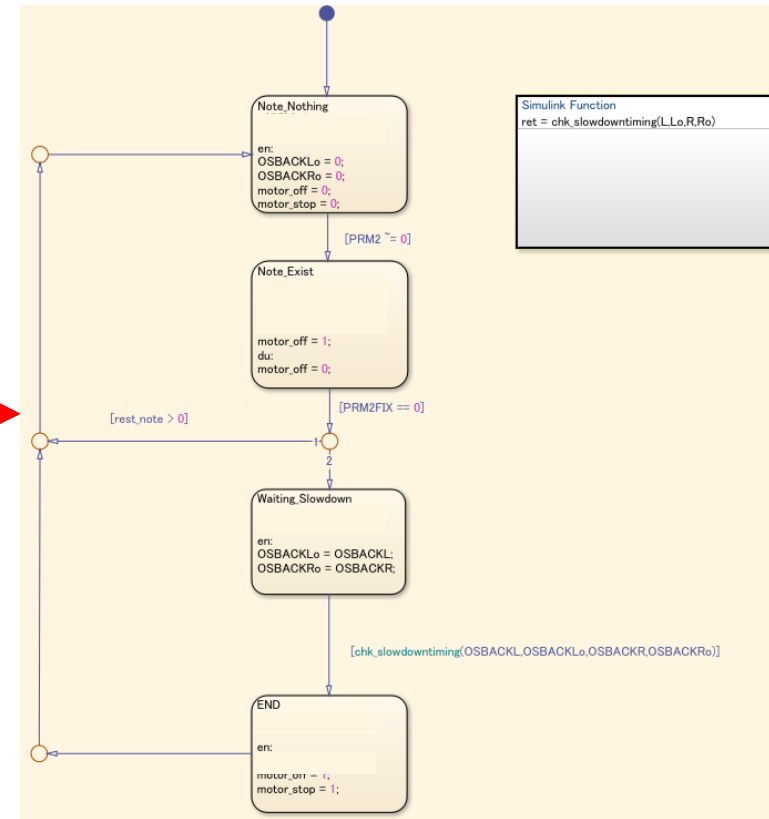 Note_Nothing
en:
OSBACKLo = 0;
OSBACKRo = 0;
motor_off = 0;
motor_stop = 0;
Simulink Function
ret = chk_slowdowntiming(L,Lo,R,Ro)
[PRM2 ~= 0]
Note_Exist
motor_off = 1;
du:
motor_off = 0;
[PRM2FIX == 0]
[rest_note > 0]
1
2
Waiting_Slowdown
en:
OSBACKLo = OSBACKL;
OSBACKRo = OSBACKR;
[chk_slowdowntiming(OSBACKL,OSBACKLo,OSBACKR,OSBACKRo)]
END
en:
motor_off = 1;
motor_stop = 1;